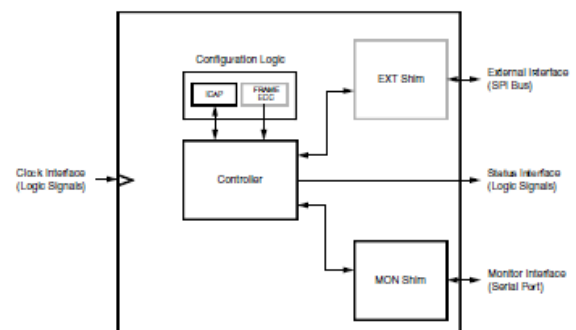 Configuration Logic
ICAP
FRAME
ECC
EXT Shim
External Interface
(SPI Bus)
Clock Interface
(Logic Signals)
Controller
Status Interface
(Logic Signals)
MON Shim
Monitor Interface
(Serial Port)